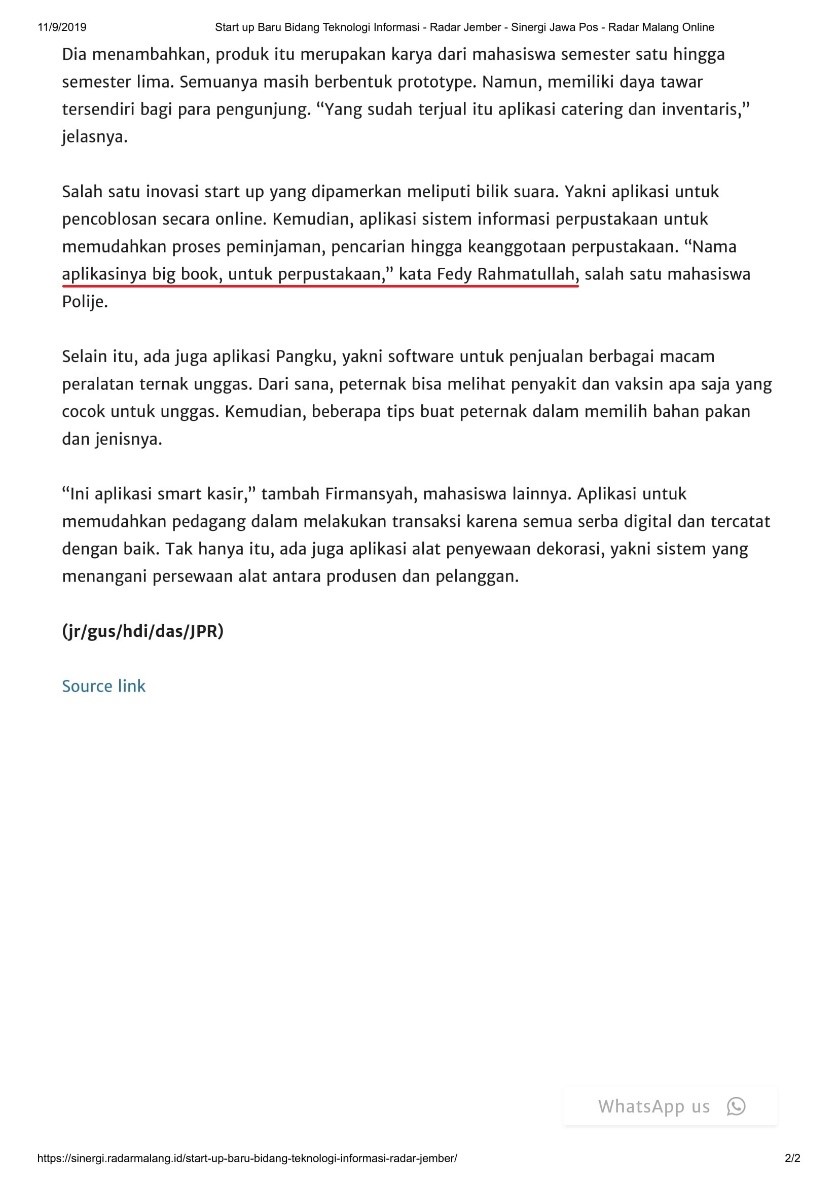 11/9/2019 Start up Baru Bidang Teknologi Informasi - Radar Jember - Sinergi Jawa Pos - Radar Malang Online
Dia menambahkan, produk itu merupakan karya dari mahasiswa semester satu hingga
semester lima. Semuanya masih berbentuk prototype. Namun, memiliki daya tawar
tersendiri bagi para pengunjung. “Yang sudah terjual itu aplikasi catering dan inventaris,”
jelasnya.
Salah satu inovasi start up yang dipamerkan meliputi bilik suara. Yakni aplikasi untuk
pencoblosan secara online. Kemudian, aplikasi sistem informasi perpustakaan untuk
memudahkan proses peminjaman, pencarian hingga keanggotaan perpustakaan. “Nama
aplikasinya big book, untuk perpustakaan,” kata Fedy Rahmatullah, salah satu mahasiswa
Polije.
Selain itu, ada juga aplikasi Pangku, yakni software untuk penjualan berbagai macam
peralatan ternak unggas. Dari sana, peternak bisa melihat penyakit dan vaksin apa saja yang
cocok untuk unggas. Kemudian, beberapa tips buat peternak dalam memilih bahan pakan
dan jenisnya.
“Ini aplikasi smart kasir,” tambah Firmansyah, mahasiswa lainnya. Aplikasi untuk
memudahkan pedagang dalam melakukan transaksi karena semua serba digital dan tercatat
dengan baik. Tak hanya itu, ada juga aplikasi alat penyewaan dekorasi, yakni sistem yang
menangani persewaan alat antara produsen dan pelanggan.
(jr/gus/hdi/das/JPR)
Source link
WhatsApp us
https://sinergi.radarmalang.id/start-up-baru-bidang-teknologi-informasi-radar-jember/ 2/2